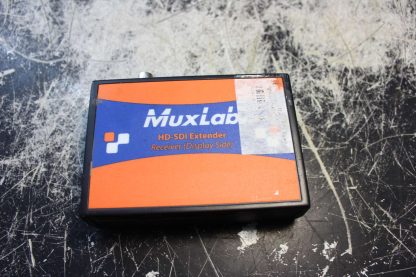 MuxLab
HD-SDI Extender
Receiver (Display Side)